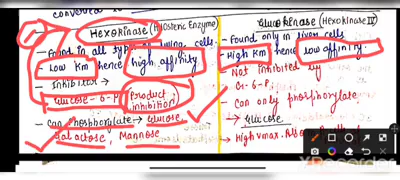 HEXOKINASE (Allosteric Enzyme)
- Found in all types of living cells.
- Low Km hence high affinity
- Inhibitor
Glucose-6-P (Product inhibition)
- Can phosphorylate → Glucose
Galactose, Mannose
GLUCOKINASE (HEXOKINASE IV)
- Found only in liver cells
- High Km hence low affinity.
- Not inhibited by
G-6-P
- Can only phosphorylate
→ Glucose
- High Vmax.